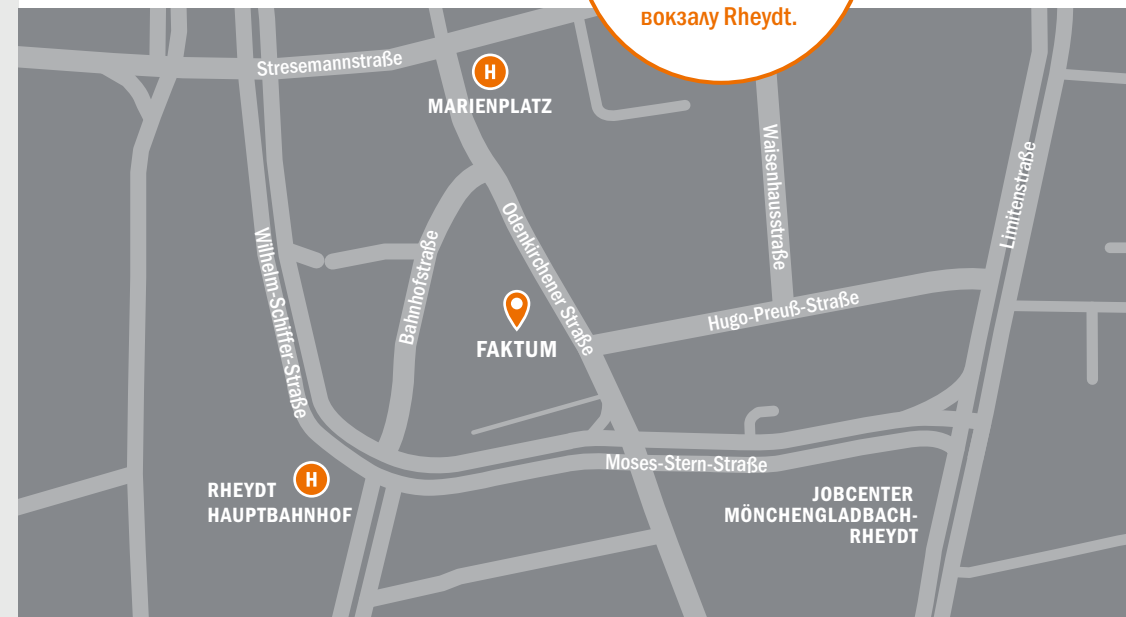 вокзалу Rheydt.
Stresemannstraße
MARIENPLATZ
Waisenhausstraße
Limitenstraße
Odenkirchener Straße
Wilhelm-Schiffer-Straße
Bahnhofstraße
Hugo-Preuß-Straße
FAKTUM
Moses-Stern-Straße
H
H
RHEYDT
HAUPTBAHNHOF
JOBCENTER
MÖNCHENGLADBACH-
RHEYDT